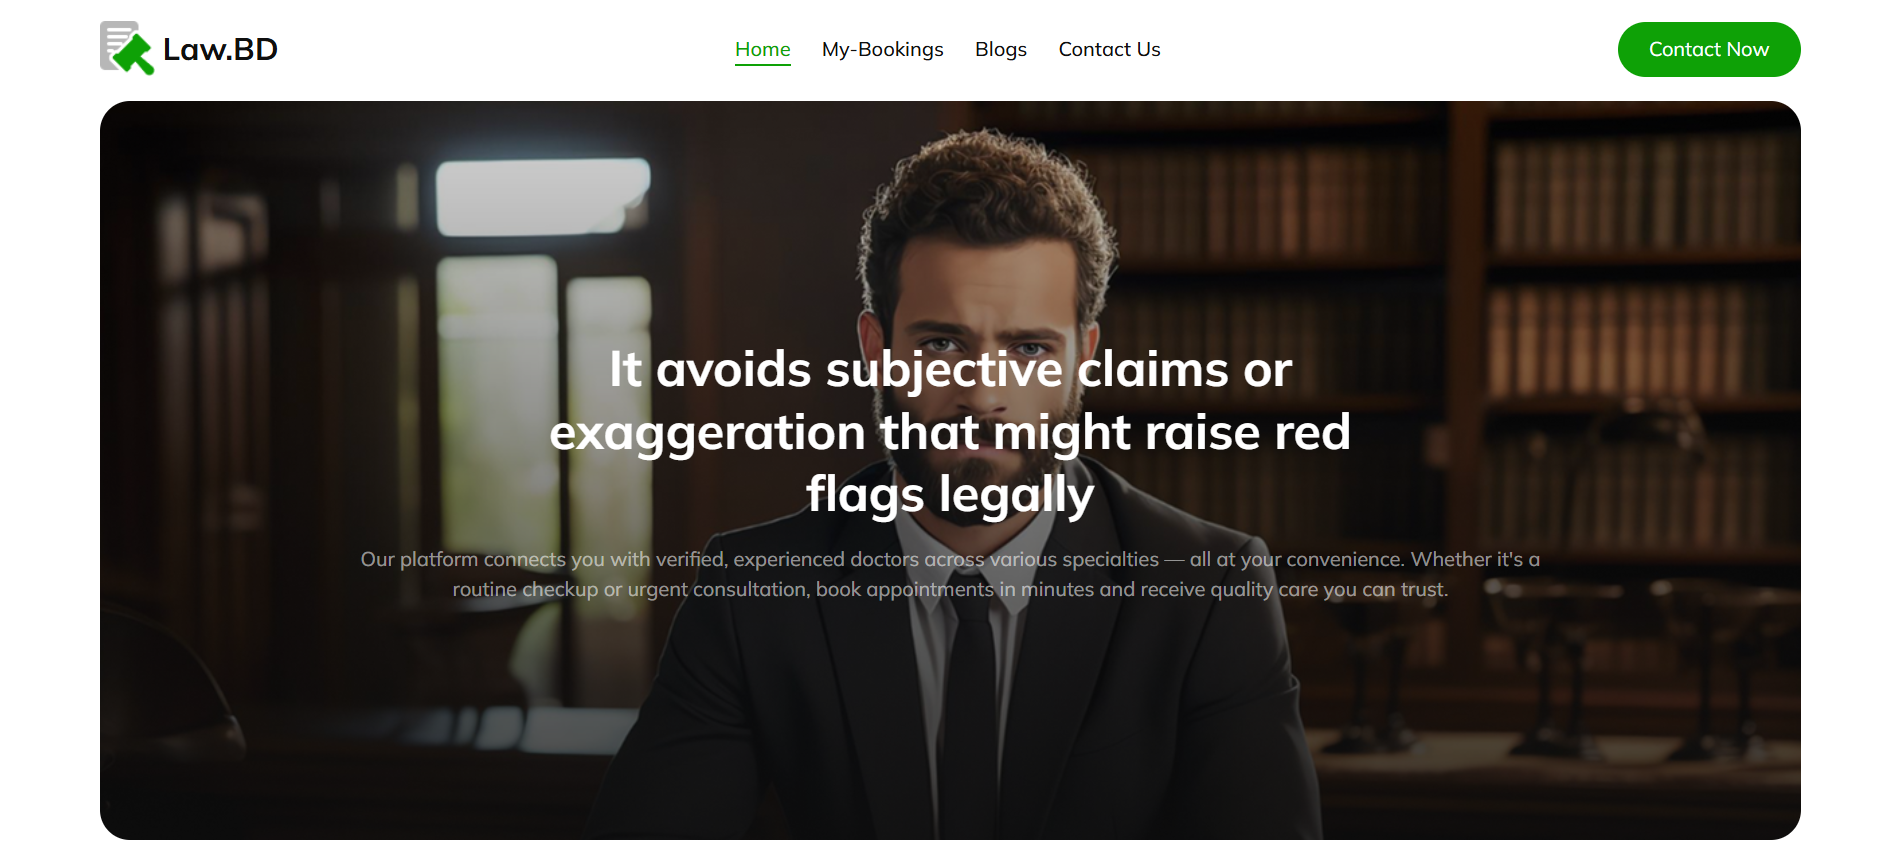 Law.BD
Home My-Bookings Blogs Contact Us
Contact Now
It avoids subjective claims or
exaggeration that might raise red
flags legally
Our platform connects you with verified, experienced doctors across various specialties — all at your convenience. Whether it's a
routine checkup or urgent consultation, book appointments in minutes and receive quality care you can trust.